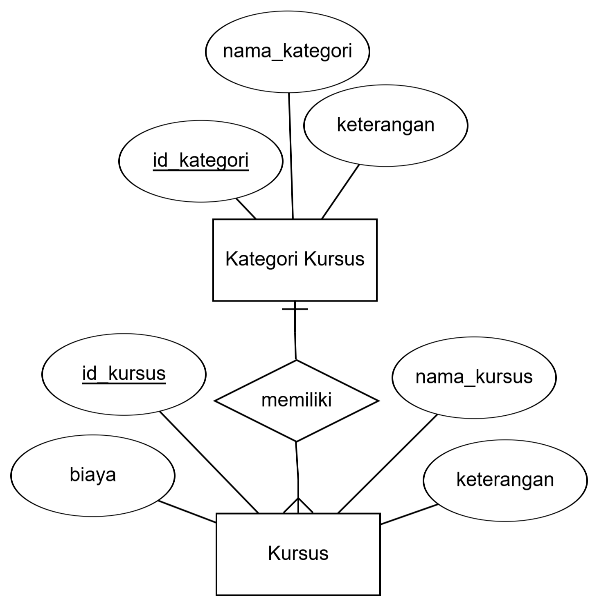 nama_kategori
keterangan
id_kategori
Kategori Kursus
id_kursus
memiliki
nama_kursus
biaya
keterangan
Kursus